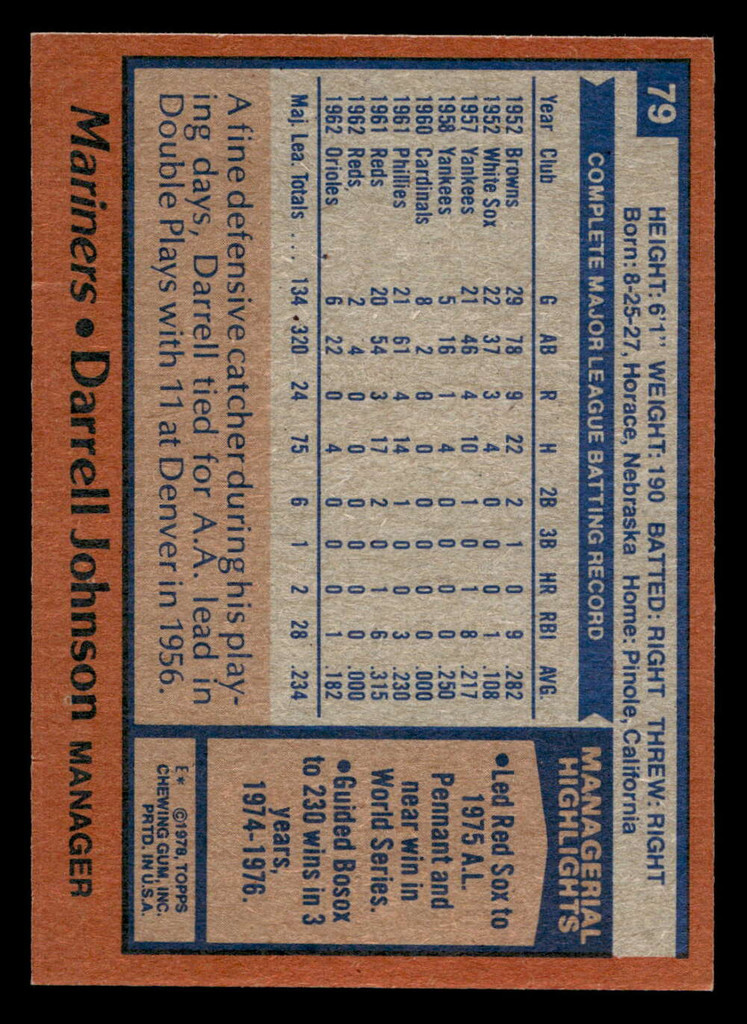 79
HEIGHT: 6'1" WEIGHT: 190 BATTED: RIGHT THREW: RIGHT
Born: 8-25-27, Horace, Nebraska Home: Pinole, California
COMPLETE MAJOR LEAGUE BATTING RECORD
Year Club G AB R H 2B 3B HR RBI AVG.
1952 Browns 29 78 9 22 2 1 0 9 .282
1952 White Sox 22 37 3 4 0 0 0 1 .108
1957 Yankees 21 46 4 10 1 0 1 8 .217
1958 Yankees 5 16 1 4 0 0 0 0 .250
1960 Cardinals 8 2 0 0 0 0 0 0 .000
1961 Phillies 21 61 4 14 1 0 0 3 .230
1961 Reds 20 54 3 17 2 0 1 6 .315
1962 Reds 2 4 0 0 0 0 0 0 .000
1962 Orioles 6 22 0 4 0 0 0 1 .182
Maj. Lea. Totals ... 134 320 24 75 6 1 2 28 .234
A fine defensive catcher during his play-
ing days, Darrell tied for A.A. lead in
Double Plays with 11 at Denver in 1956.
MANAGERIAL
HIGHLIGHTS
•Led Red Sox to
1975 A.L.
Pennant and
near win in
World Series.
•Guided Bosox
to 230 wins in 3
years,
1974-1976.
E* ©1978, TOPPS
CHEWING GUM, INC.
PRTD. IN U.S.A.
Mariners • Darrell Johnson MANAGER